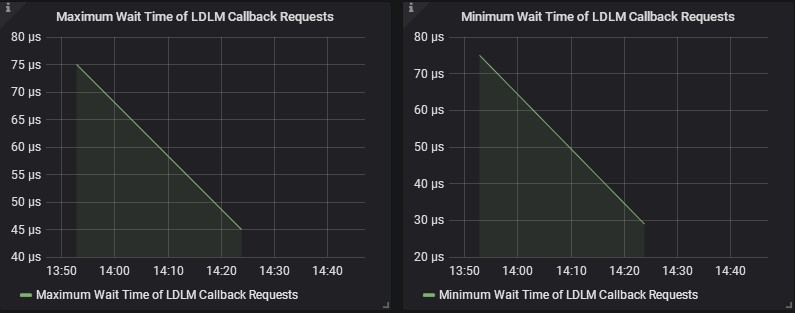 i
Maximum Wait Time of LDLM Callback Requests
80 µs
75 µs
70 µs
65 µs
60 µs
55 µs
50 µs
45 µs
40 µs
13:50 14:00 14:10 14:20 14:30 14:40
Maximum Wait Time of LDLM Callback Requests
i
Minimum Wait Time of LDLM Callback Requests
80 µs
70 µs
60 µs
50 µs
40 µs
30 µs
20 µs
13:50 14:00 14:10 14:20 14:30 14:40
Minimum Wait Time of LDLM Callback Requests